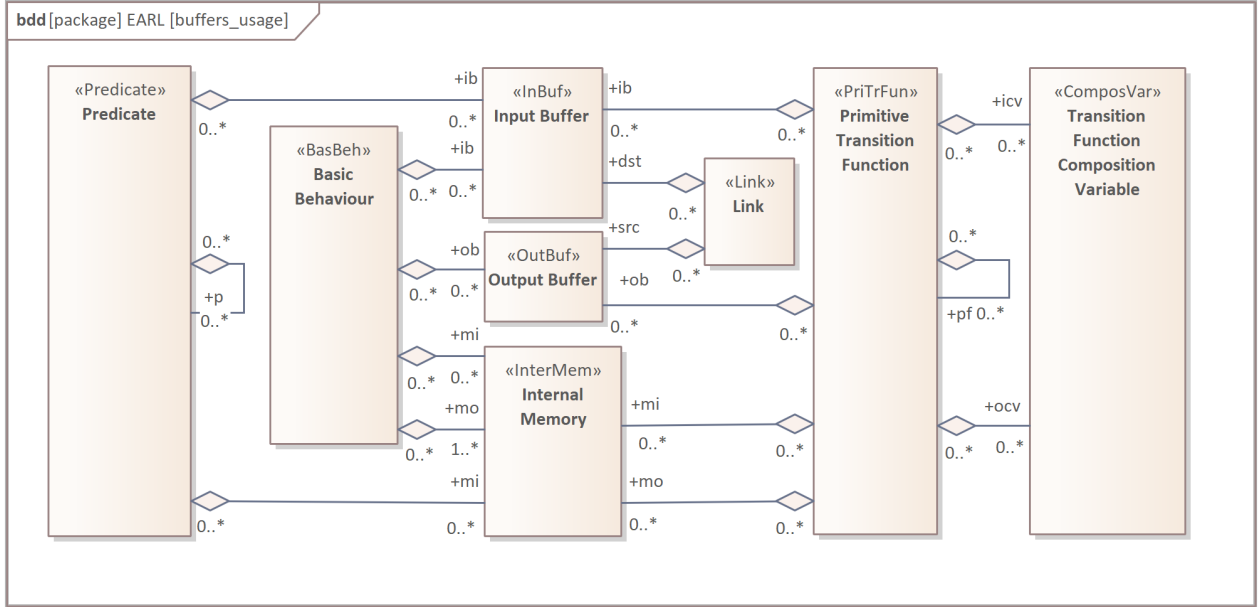 bdd [package] EARL [buffers_usage]
«Predicate»
Predicate
0..*
0..*
+p
0..*
0..*
«BasBeh»
Basic
Behaviour
0..*
0..*
0..*
0..*
+ib
0..*
+ib
0..*
+ob
0..*
+mi
0..*
+mo
1..*
+mi
0..*
«InBuf»
Input Buffer
«OutBuf»
Output Buffer
«InterMem»
Internal
Memory
+ib
0..*
+dst
+src
+ob
0..*
+mi
0..*
+mo
0..*
«Link»
Link
0..*
0..*
0..*
0..*
0..*
0..*
«PriTrFun»
Primitive
Transition
Function
+icv
0..*
0..*
0..*
+pf 0..*
+ocv
0..*
0..*
«ComposVar»
Transition
Function
Composition
Variable